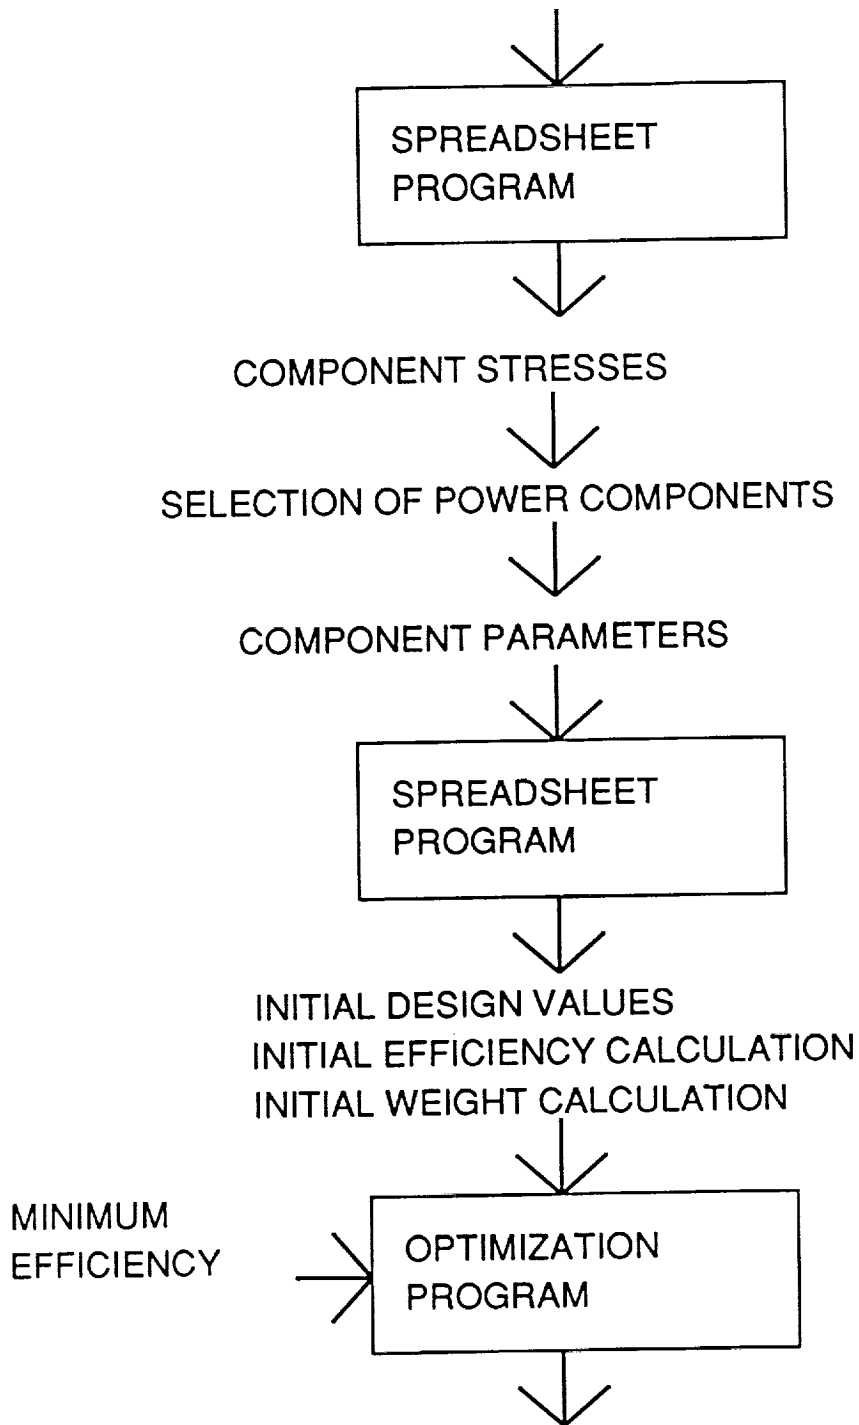 SPREADSHEET
PROGRAM
COMPONENT STRESSES
SELECTION OF POWER COMPONENTS
COMPONENT PARAMETERS
SPREADSHEET
PROGRAM
INITIAL DESIGN VALUES
INITIAL EFFICIENCY CALCULATION
INITIAL WEIGHT CALCULATION
MINIMUM
EFFICIENCY
OPTIMIZATION
PROGRAM